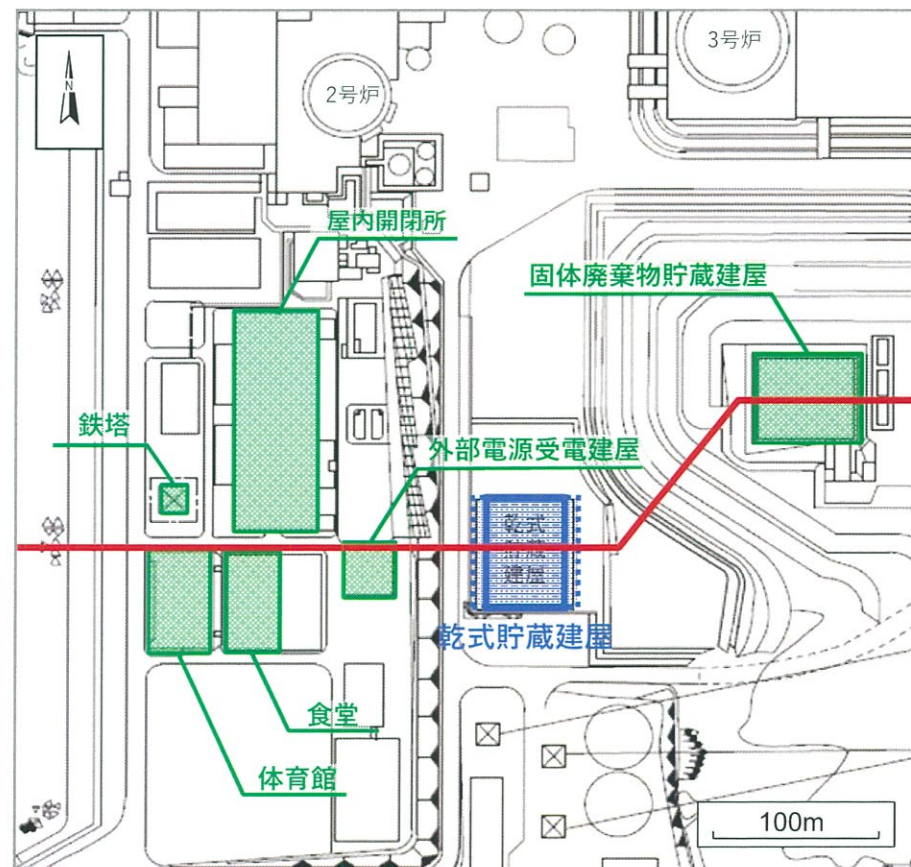 3号炉
N
2号炉
屋内開閉所
固体廃棄物貯蔵建屋
鉄塔
外部電源受電建屋
乾式
貯蔵
建屋
乾式貯蔵建屋
食堂
体育館
100m